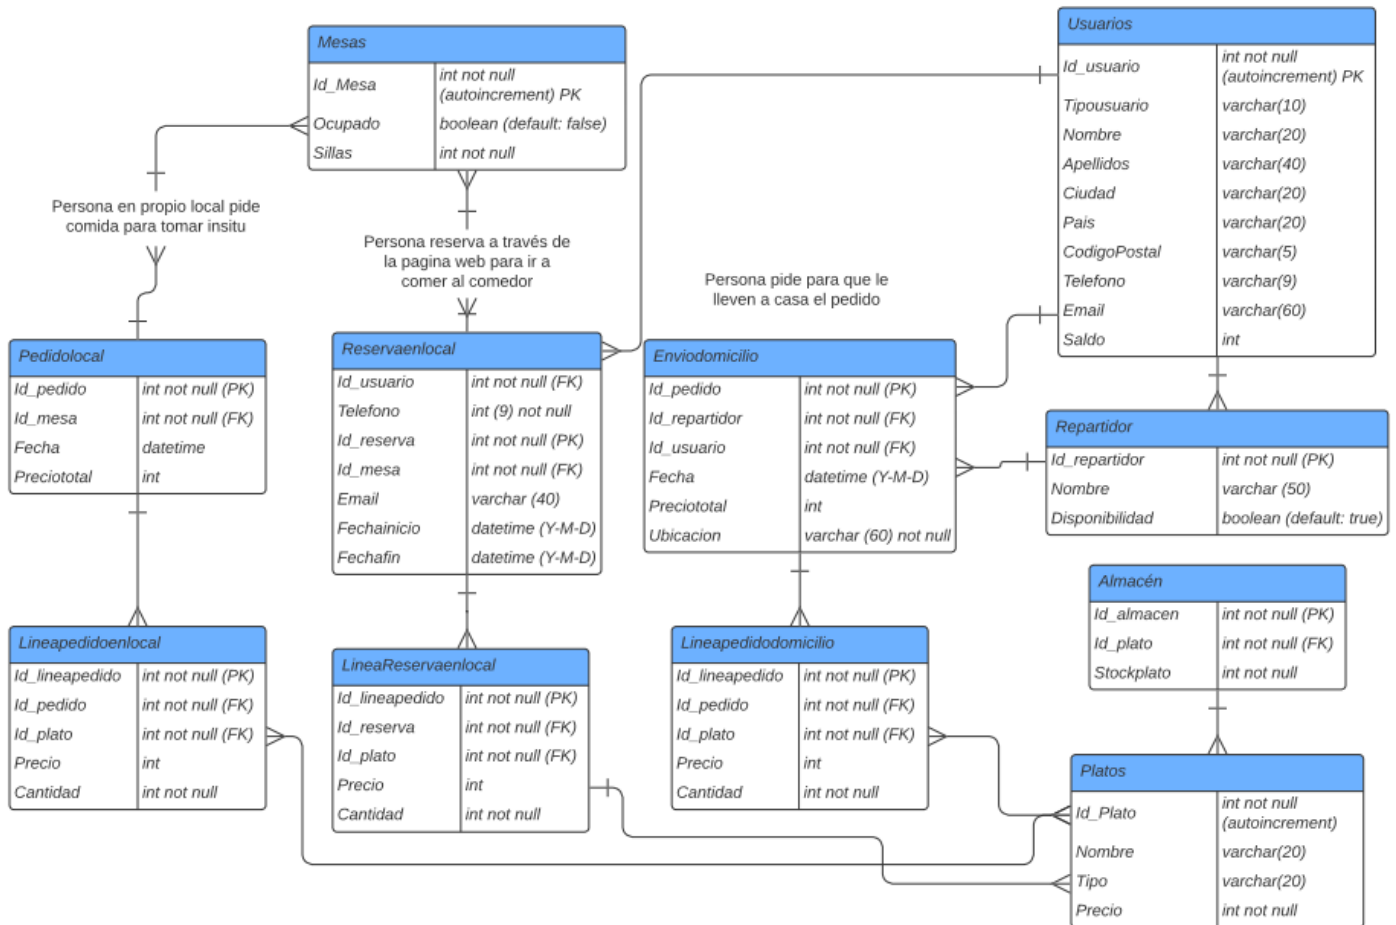 Mesas
Id_Mesa
int not null
(autoincrement) PK
Ocupado
boolean (default: false)
Sillas
int not null
Usuarios
Id_usuario
int not null
(autoincrement) PK
Tipousuario
varchar(10)
Nombre
varchar(20)
Apellidos
varchar(40)
Ciudad
varchar(20)
Pais
varchar(20)
CodigoPostal
varchar(5)
Telefono
varchar(9)
Email
varchar(60)
Saldo
int
Persona en propio local pide
comida para tomar insitu
Persona reserva a través de
la pagina web para ir a
comer al comedor
Persona pide para que le
lleven a casa el pedido
Pedidolocal
Id_pedido
int not null (PK)
Id_mesa
int not null (FK)
Fecha
datetime
Preciototal
int
Reservaenlocal
Id_usuario
int not null (FK)
Telefono
int (9) not null
Id_reserva
int not null (PK)
Id_mesa
int not null (FK)
Email
varchar (40)
Fechainicio
datetime (Y-M-D)
Fechafin
datetime (Y-M-D)
Enviodomicilio
Id_pedido
int not null (PK)
Id_repartidor
int not null (FK)
Id_usuario
int not null (FK)
Fecha
datetime (Y-M-D)
Preciototal
int
Ubicacion
varchar (60) not null
Repartidor
Id_repartidor
int not null (PK)
Nombre
varchar (50)
Disponibilidad
boolean (default: true)
Almacén
Id_almacen
int not null (PK)
Id_plato
int not null (FK)
Stockplato
int not null
Lineapedidoenlocal
Id_lineapedido
int not null (PK)
Id_pedido
int not null (FK)
Id_plato
int not null (FK)
Precio
int
Cantidad
int not null
LineaReservaenlocal
Id_lineapedido
int not null (PK)
Id_reserva
int not null (FK)
Id_plato
int not null (FK)
Precio
int
Cantidad
int not null
Lineapedidodomicilio
Id_lineapedido
int not null (PK)
Id_pedido
int not null (FK)
Id_plato
int not null (FK)
Precio
int
Cantidad
int not null
Platos
Id_Plato
int not null
(autoincrement)
Nombre
varchar(20)
Tipo
varchar(20)
Precio
int not null